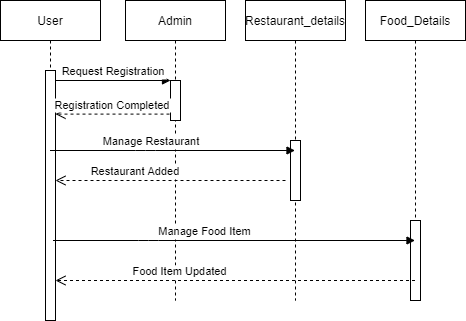 User
Admin
Restaurant_details
Food_Details
Request Registration
Registration Completed
Manage Restaurant
Restaurant Added
Manage Food Item
Food Item Updated